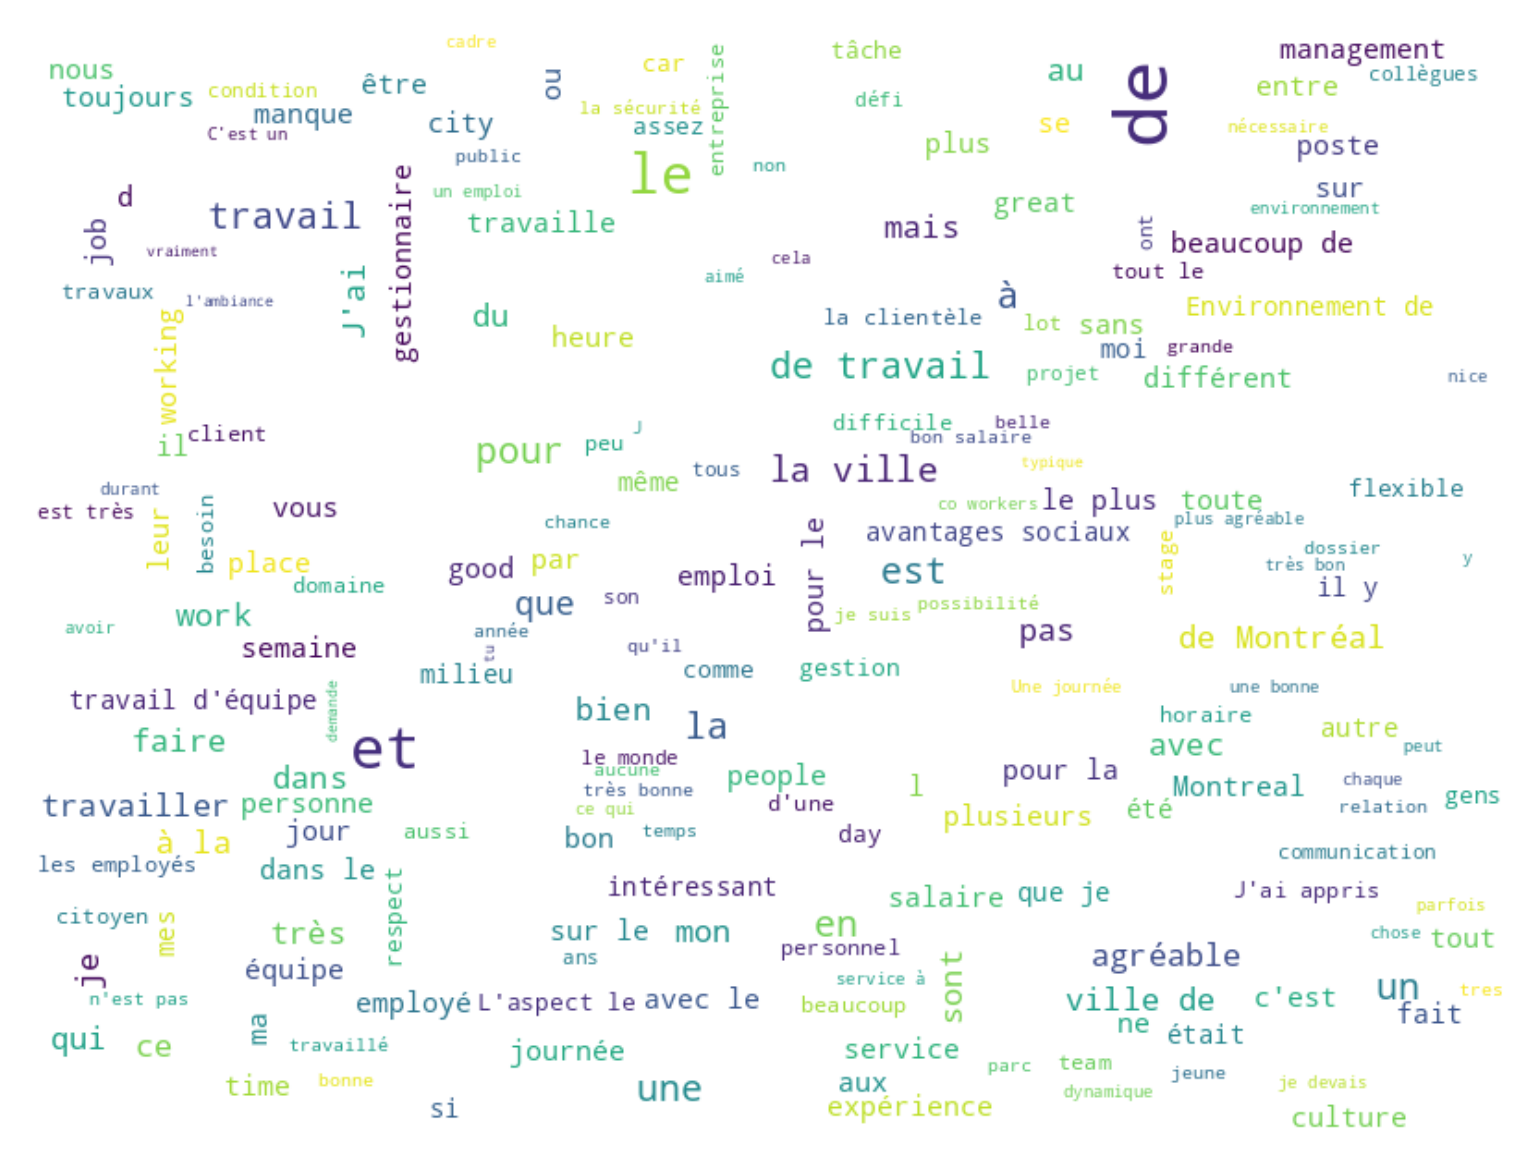 cadre
nous
toujours
condition
manque
C'est un
être
city
ou
car
la sécurité
assez
entreprise
tâche
défi
au
se
de
management
entre
collègues
nécessaire
poste
plus
public
un emploi
le
non
d
job
travail
vraiment
gestionnaire
travaille
great
sur
environnement
mais
ont
beaucoup de
cela
tout le
aimé
travaux
l'ambiance
J'ai
working
du
heure
à
la clientèle
lot
sans
Environnement de
moi
grande
de travail
projet
différent
nice
il
client
pour
peu
J
difficile
belle
bon salaire
même
tous
la ville
typique
durant
est très
leur
besoin
vous
chance
co workers
le plus
toute
flexible
plus agréable
avantages sociaux
pour le
stage
dossier
très bon
y
il y
place
domaine
good
par
emploi
est
que
son
je suis
possibilité
work
avoir
semaine
année
tu
qu'il
pas
de Montréal
milieu
comme
gestion
Une journée
une bonne
travail d'équipe
demande
bien
la
horaire
autre
faire
et
le monde
avec
peut
dans
aucune
people
pour la
l
Montreal
chaque
très bonne
travailler
personne
ce qui
d'une
plusieurs
été
relation
gens
jour
aussi
bon
temps
day
à la
les employés
dans le
communication
respect
intéressant
salaire
que je
J'ai appris
parfois
citoyen
mes
très
sur le
mon
en
chose
tout
personnel
ans
je
équipe
service à
sont
agréable
n'est pas
employé
L'aspect le
avec le
beaucoup
ville de
c'est
un
tres
fait
ma
ne
était
qui
ce
travaillé
journée
service
parc
team
jeune
time
bonne
une
aux
dynamique
je devais
si
expérience
culture